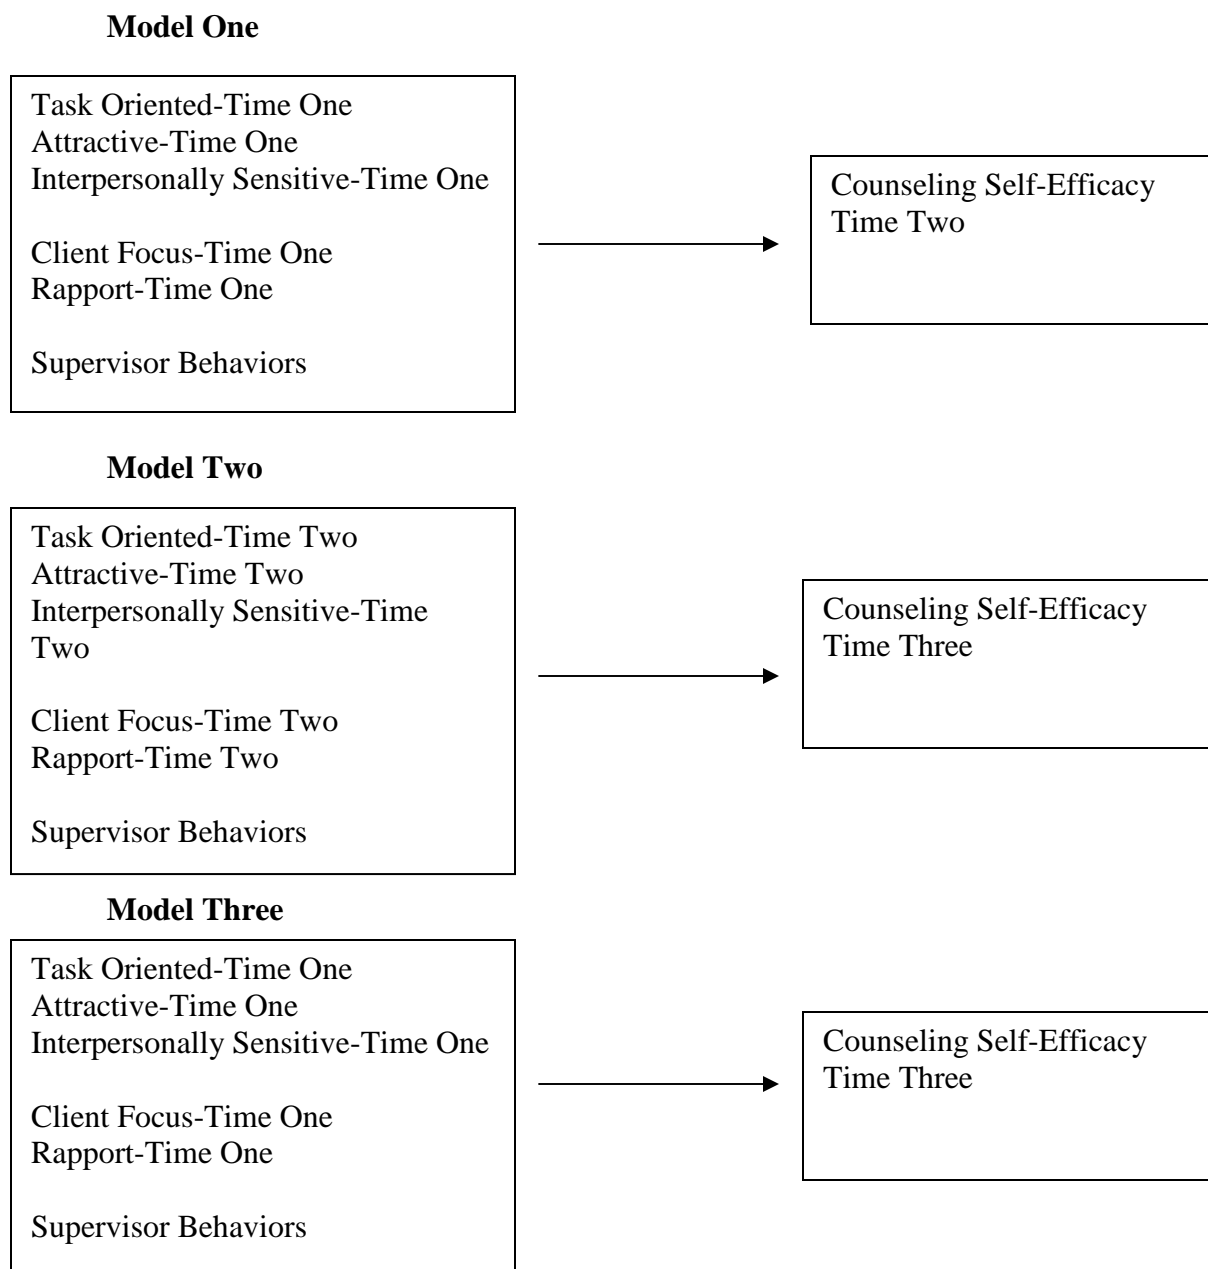 Model One
Task Oriented-Time One
Attractive-Time One
Interpersonally Sensitive-Time One
Client Focus-Time One
Rapport-Time One
Supervisor Behaviors
Counseling Self-Efficacy
Time Two
Model Two
Task Oriented-Time Two
Attractive-Time Two
Interpersonally Sensitive-Time
Two
Client Focus-Time Two
Rapport-Time Two
Supervisor Behaviors
Counseling Self-Efficacy
Time Three
Model Three
Task Oriented-Time One
Attractive-Time One
Interpersonally Sensitive-Time One
Client Focus-Time One
Rapport-Time One
Supervisor Behaviors
Counseling Self-Efficacy
Time Three